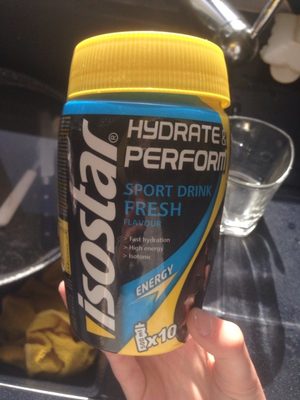 isostar®
HYDRATE &
PERFORM
SPORT DRINK
FRESH
FLAVOUR
> Fast hydration
> High energy
> Isotonic
ENERGY
x10